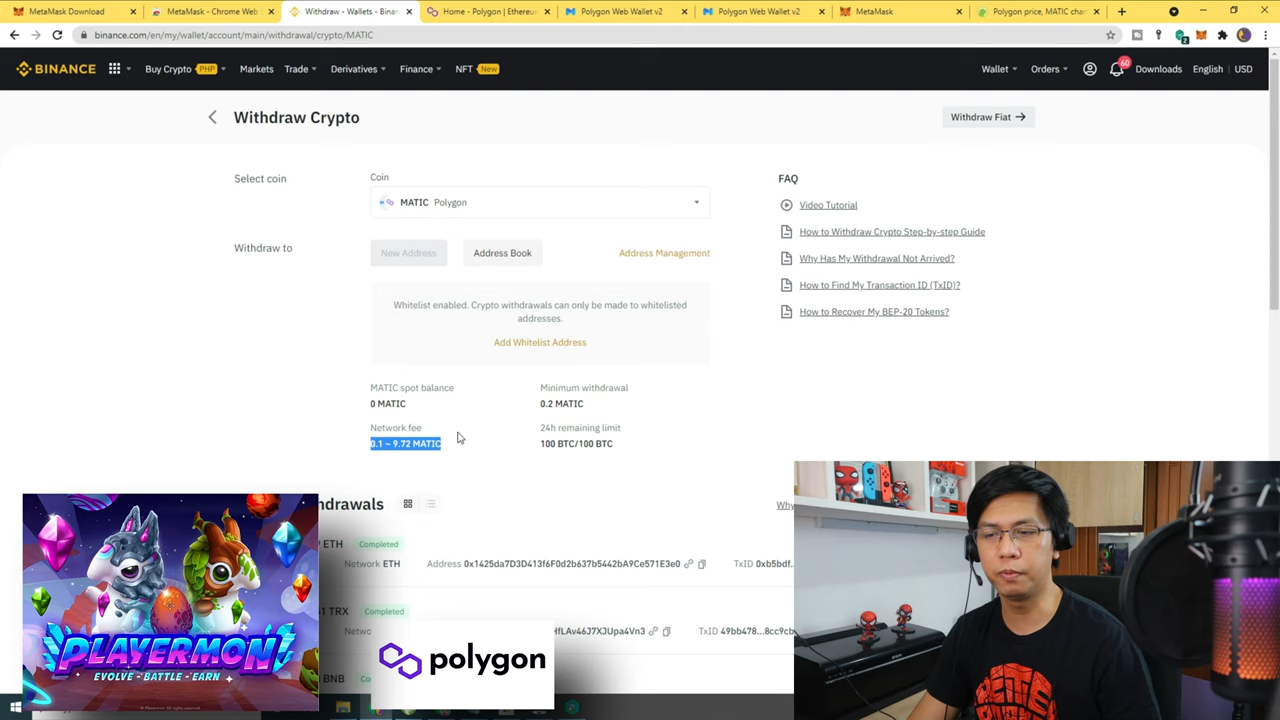 MetaMask Download
MetaMask - Chrome Web
Withdraw - Wallets - Binan
Home - Polygon | Ethereu
Polygon Web Wallet v2
Polygon Web Wallet v2
MetaMask
Polygon price, MATIC cha
binance.com/en/my/wallet/account/main/withdrawal/crypto/MATIC
2
BINANCE
Buy Crypto PHP
Markets
Trade
Derivatives
Finance
NFT New
Wallet
Orders
60
Downloads
English
USD
Withdraw Crypto
Withdraw Fiat →
Select coin
Coin
MATIC Polygon
Withdraw to
New Address
Address Book
Address Management
Whitelist enabled. Crypto withdrawals can only be made to whitelisted
addresses.
Add Whitelist Address
MATIC spot balance
0 MATIC
Minimum withdrawal
0.2 MATIC
Network fee
0.1 ~ 9.72 MATIC
24h remaining limit
100 BTC/100 BTC
FAQ
Video Tutorial
How to Withdraw Crypto Step-by-step Guide
Why Has My Withdrawal Not Arrived?
How to Find My Transaction ID (TxID)?
How to Recover My BEP-20 Tokens?
hdrawals
Why
ETH
Completed
Network ETH
Address 0x1425da7D3D413f6F0d2b637b5442bA9Ce571E3e0
TxID 0xb5bdf..
TRX
Completed
Netwo
HfLAv46J7XJUpa4Vn3
TxID 49bb478...8cc9cb
BNB
Com
PLAYERMON
EVOLVE - BATTLE - EARN
polygon